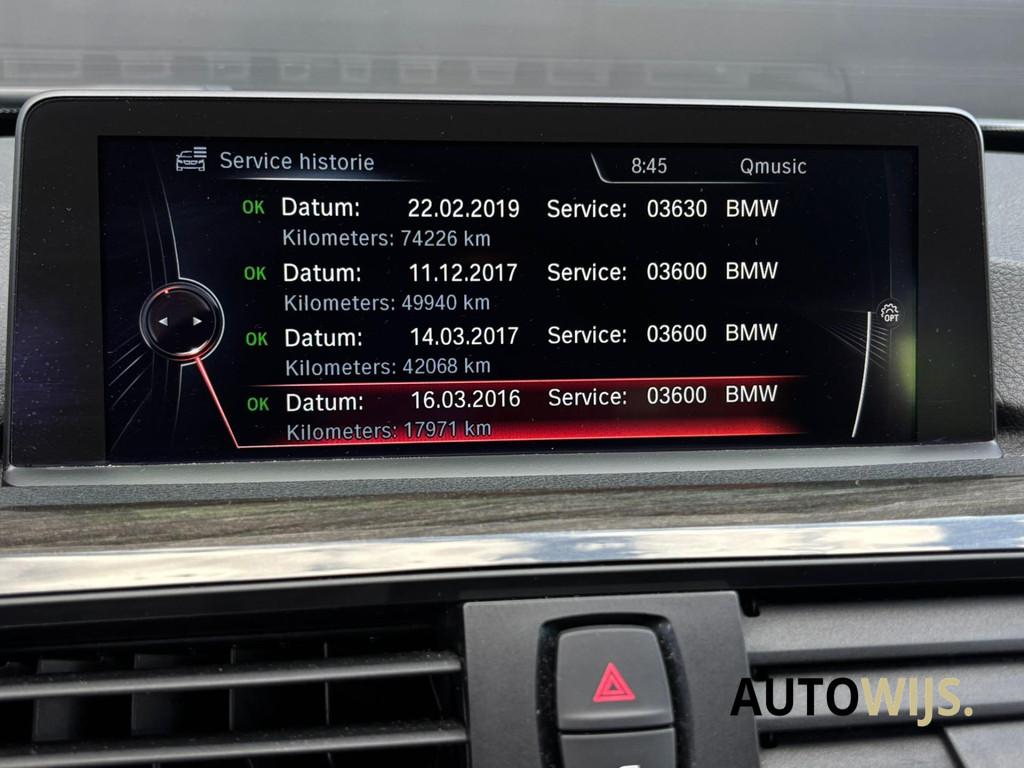 Service historie 8:45 Qmusic
OK Datum: 22.02.2019 Service: 03630 BMW
Kilometers: 74226 km
OK Datum: 11.12.2017 Service: 03600 BMW
Kilometers: 49940 km
OPT
OK Datum: 14.03.2017 Service: 03600 BMW
Kilometers: 42068 km
OK Datum: 16.03.2016 Service: 03600 BMW
Kilometers: 17971 km
AUTOWIJS.